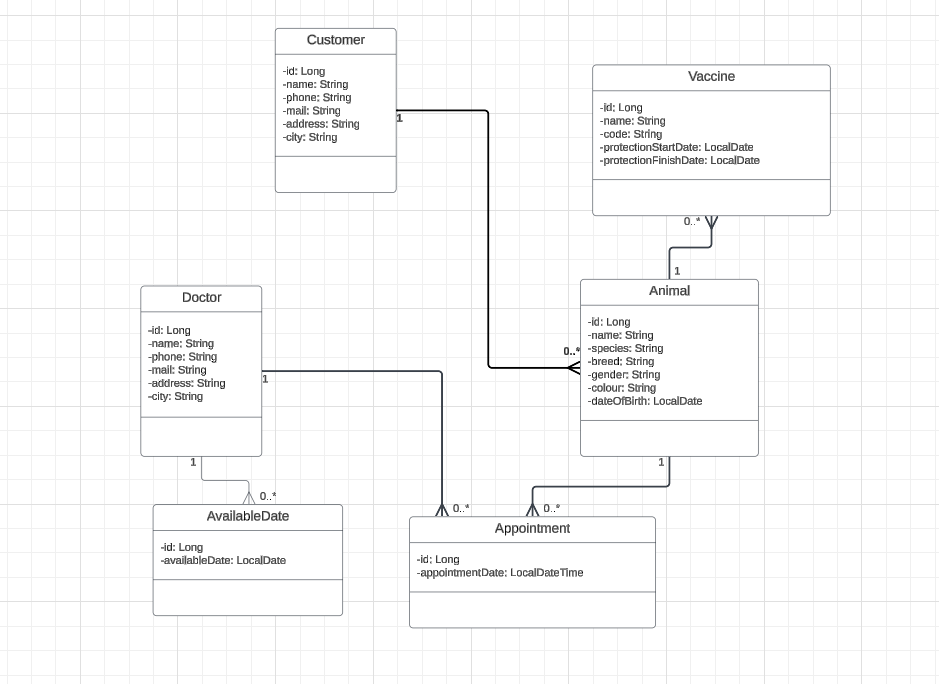 Customer
-id: Long
-name: String
-phone: String
-mail: String
-address: String
-city: String
1
Vaccine
-id: Long
-name: String
-code: String
-protectionStartDate: LocalDate
-protectionFinishDate: LocalDate
0..*
1
Animal
-id: Long
-name: String
-species: String
-breed: String
-gender: String
-colour: String
-dateOfBirth: LocalDate
0..*
1
Doctor
-id: Long
-name: String
-phone: String
-mail: String
-address: String
-city: String
1
1
0..*
AvailableDate
-id: Long
-availableDate: LocalDate
0..*
0..*
Appointment
-id: Long
-appointmentDate: LocalDateTime